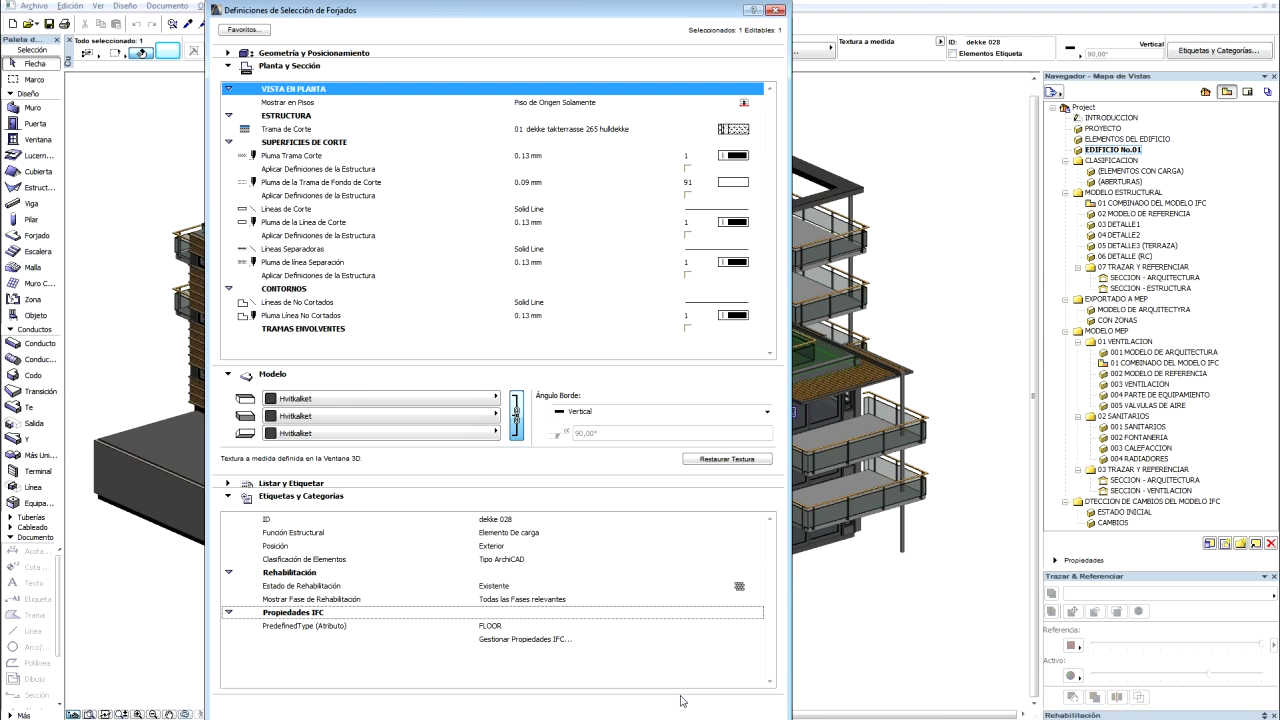 Archivo Edición Ver Diseño Documento
Definiciones de Selección de Forjados
Favoritos...
Seleccionados: 1 Editables: 1
Geometría y Posicionamiento
Planta y Sección
VISTA EN PLANTA
Mostrar en Pisos Piso de Origen Solamente
ESTRUCTURA
Trama de Corte 01 dekke takterrasse 265 hulldekke
SUPERFICIES DE CORTE
Pluma Trama Corte 0.13 mm 1
Aplicar Definiciones de la Estructura
Pluma de la Trama de Fondo de Corte 0.09 mm 91
Aplicar Definiciones de la Estructura
Líneas de Corte Solid Line
Pluma de la Línea de Corte 0.13 mm 1
Aplicar Definiciones de la Estructura
Líneas Separadoras Solid Line
Pluma de línea Separación 0.13 mm 1
Aplicar Definiciones de la Estructura
CONTORNOS
Líneas de No Cortados Solid Line
Pluma Línea No Cortados 0.13 mm 1
TRAMAS ENVOLVENTES
Modelo
Hvitkalket
Hvitkalket
Hvitkalket
Ángulo Borde:
Vertical
90,00°
Textura a medida definida en la Ventana 3D.
Restaurar Textura
Listar y Etiquetar
Etiquetas y Categorías
ID dekke 028
Función Estructural Elemento De carga
Posición Exterior
Clasificación de Elementos Tipo ArchiCAD
Rehabilitación
Estado de Rehabilitación Existente
Mostrar Fase de Rehabilitación Todas las Fases relevantes
Propiedades IFC
PredefinedType (Atributo) FLOOR
Gestionar Propiedades IFC...
Paleta d...
Selección
Flecha
Marco
Diseño
Muro
Puerta
Ventana
Lucern...
Cubierta
Estruct...
Viga
Pilar
Forjado
Escalera
Malla
Muro C...
Zona
Objeto
Conductos
Conducto
Conduc...
Codo
Transición
Te
Salida
Y
Más Uni...
Terminal
Línea
Equipa...
Tuberías
Cableado
Documento
Acota...
Cota ...
Texto
Etiqueta
Trama
Línea
Arco/...
Polilínea
Dibujo
Sección
Más
Todo seleccionado: 1
Textura a medida
ID: dekke 028
Elementos Etiqueta
Vertical
90,00°
Etiquetas y Categorías...
Navegador - Mapa de Vistas
Project
INTRODUCCION
PROYECTO
ELEMENTOS DEL EDIFICIO
EDIFICIO No.01
CLASIFICACION
(ELEMENTOS CON CARGA)
(ABERTURAS)
MODELO ESTRUCTURAL
01 COMBINADO DEL MODELO IFC
02 MODELO DE REFERENCIA
03 DETALLE1
04 DETALLE2
05 DETALLE3 (TERRAZA)
06 DETALLE (RC)
07 TRAZAR Y REFERENCIAR
SECCION - ARQUITECTURA
SECCION - ESTRUCTURA
EXPORTADO A MEP
MODELO DE ARQUITECTYRA
CON ZONAS
MODELO MEP
01 VENTILACION
001 MODELO DE ARQUITECTURA
01 COMBINADO DEL MODELO IFC
002 MODELO DE REFERENCIA
003 VENTILACION
004 PARTE DE EQUIPAMIENTO
005 VALVULAS DE AIRE
02 SANITARIOS
001 SANITARIOS
002 FONTANERIA
003 CALEFACCION
004 RADIADORES
03 TRAZAR Y REFERENCIAR
SECCION - ARQUITECTURA
SECCION - VENTILACION
DTECCION DE CAMBIOS DEL MODELO IFC
ESTADO INICIAL
CAMBIOS
Propiedades
Trazar & Referenciar
Referencia:
Activo:
Rehabilitación